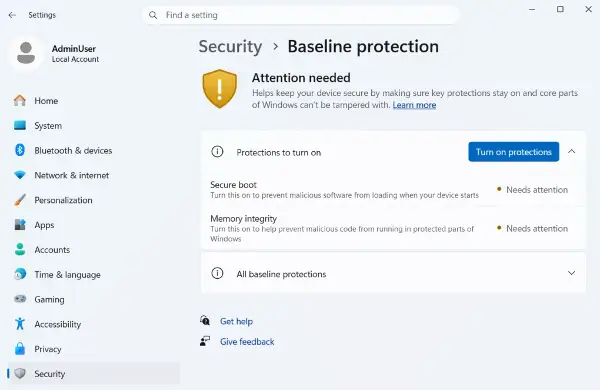 Settings
Find a setting
AdminUser
Local Account
Home
System
Bluetooth & devices
Network & internet
Personalization
Apps
Accounts
Time & language
Gaming
Accessibility
Privacy
Security
Security › Baseline protection
Attention needed
Helps keep your device secure by making sure key protections stay on and core parts
of Windows can't be tampered with. Learn more
Protections to turn on
Turn on protections
Secure boot
Turn this on to prevent malicious software from loading when your device starts
Needs attention
Memory integrity
Turn this on to help prevent malicious code from running in protected parts of
Windows
Needs attention
All baseline protections
Get help
Give feedback